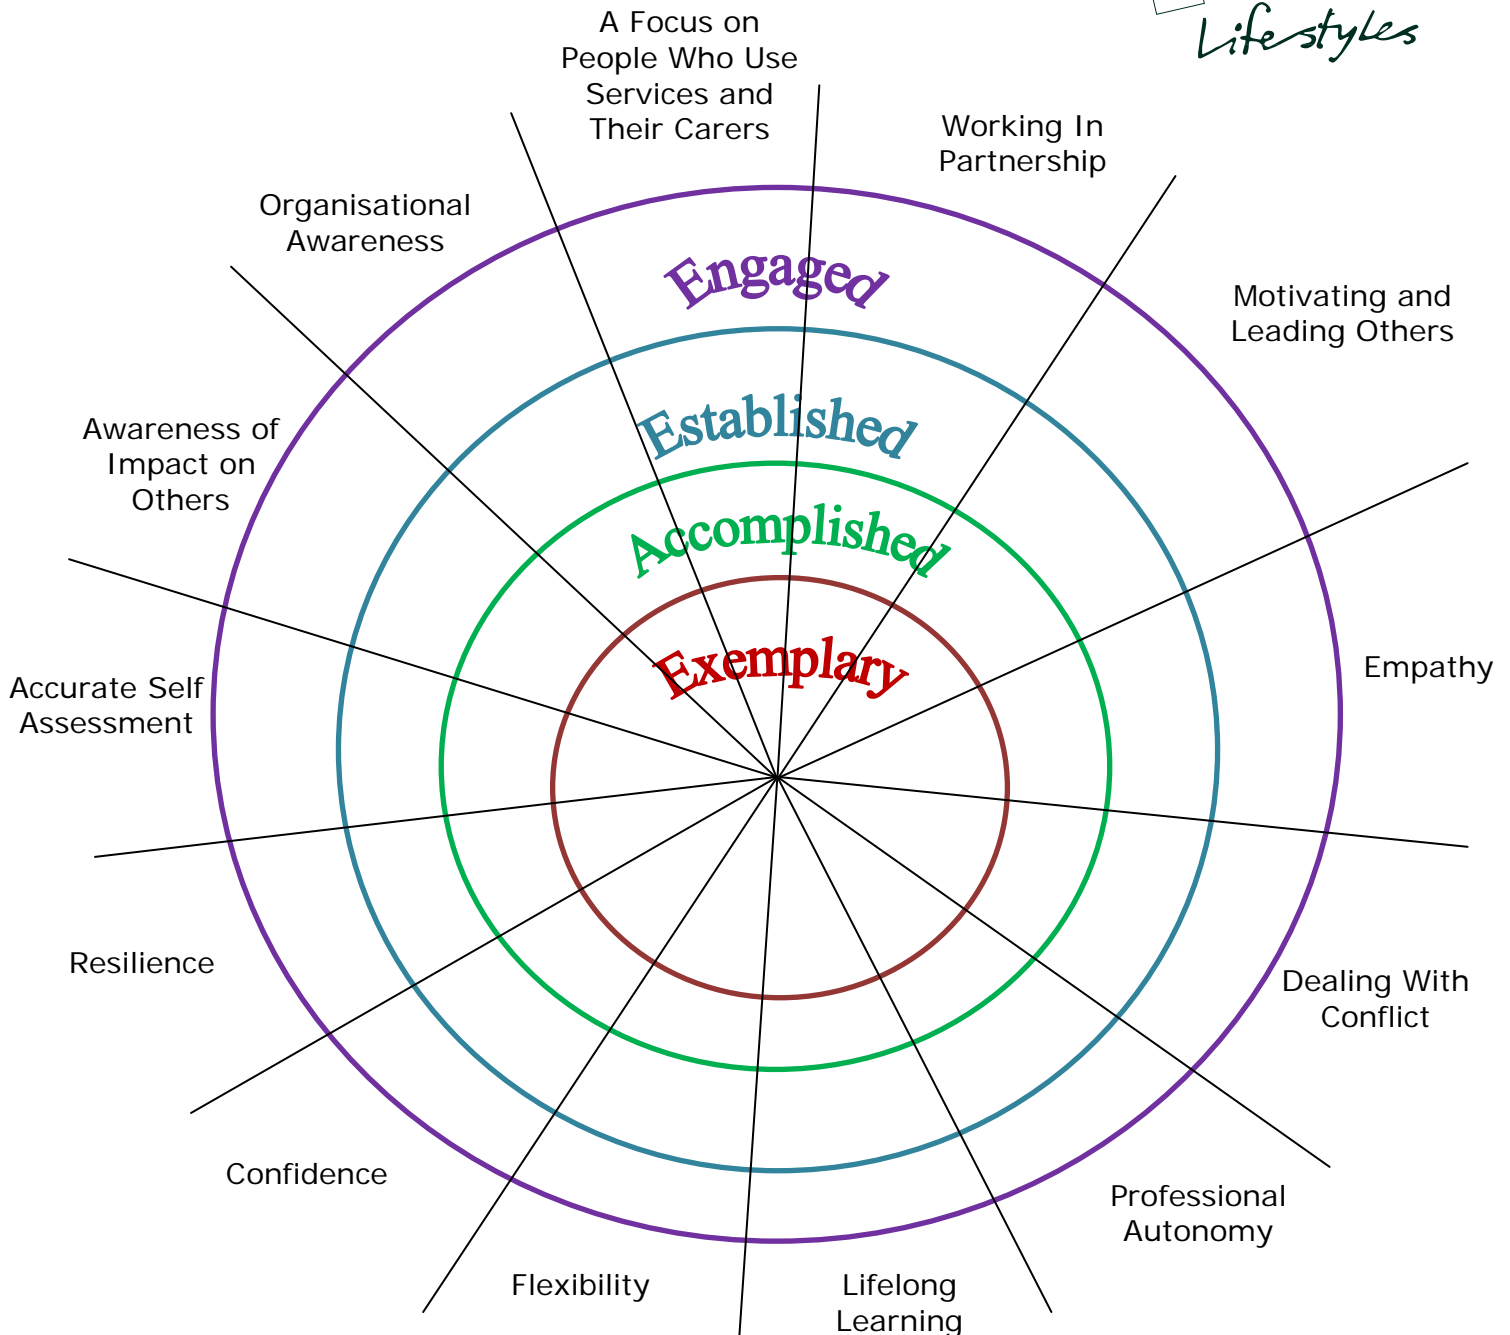 Lifestyles
A Focus on
People Who Use
Services and
Their Carers
Working In
Partnership
Organisational
Awareness
Engaged
Motivating and
Leading Others
Established
Awareness of
Impact on
Others
Accomplished
Exemplary
Empathy
Accurate Self
Assessment
Resilience
Dealing With
Conflict
Confidence
Professional
Autonomy
Flexibility
Lifelong
Learning